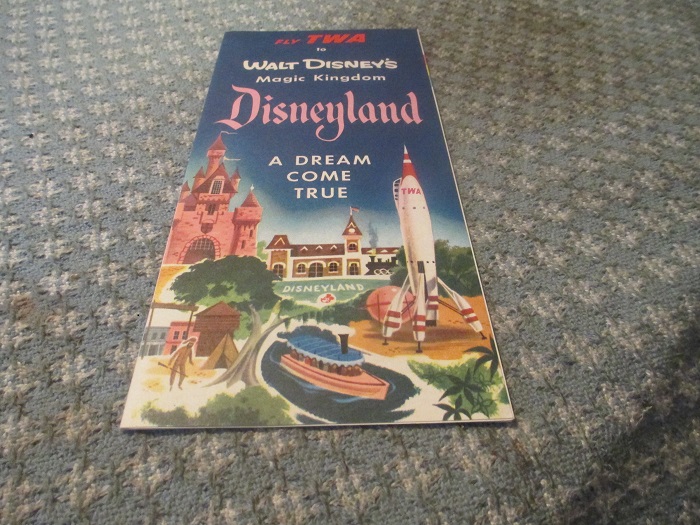 FLY TWA
to
WALT DISNEY'S
Magic Kingdom
Disneyland
A DREAM
COME
TRUE
TWA
DISNEYLAND